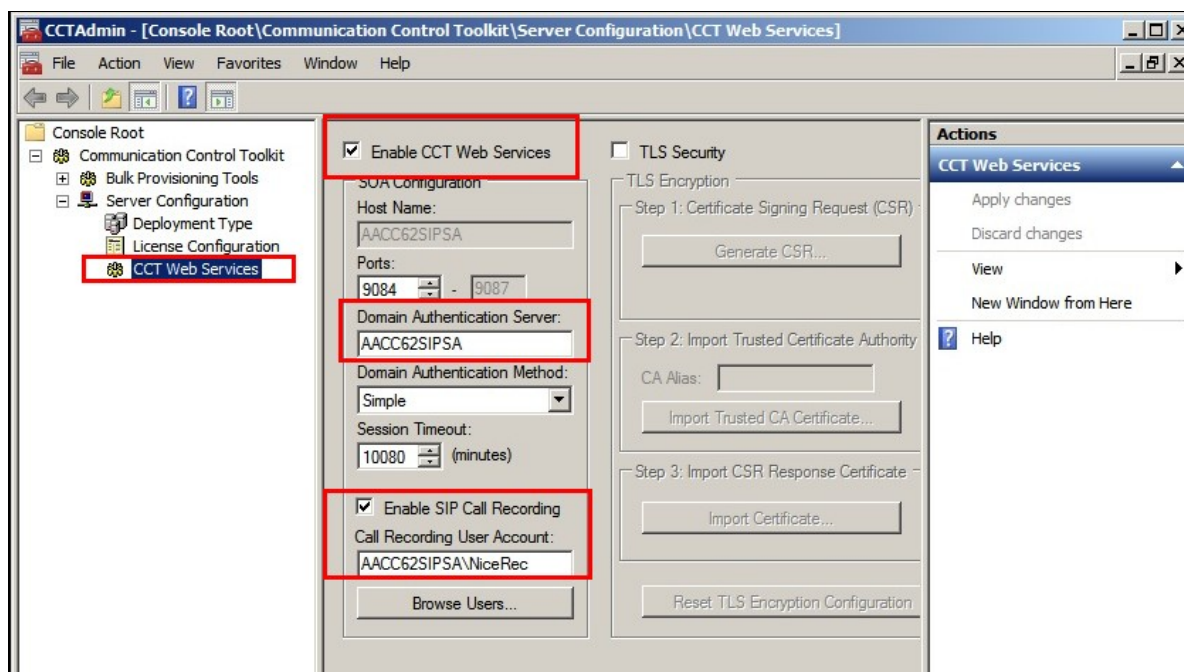 CCTAdmin - [Console Root\Communication Control Toolkit\Server Configuration\CCT Web Services]
File Action View Favorites Window Help
Console Root
Communication Control Toolkit
Bulk Provisioning Tools
Server Configuration
Deployment Type
License Configuration
CCT Web Services
Enable CCT Web Services
SOA Configuration
Host Name:
AACC62SIPSA
Ports:
9084 - 9087
Domain Authentication Server:
AACC62SIPSA
Domain Authentication Method:
Simple
Session Timeout:
10080 (minutes)
Enable SIP Call Recording
Call Recording User Account:
AACC62SIPSA\NiceRec
Browse Users...
TLS Security
TLS Encryption
Step 1: Certificate Signing Request (CSR)
Generate CSR...
Step 2: Import Trusted Certificate Authority
CA Alias:
Import Trusted CA Certificate...
Step 3: Import CSR Response Certificate
Import Certificate...
Reset TLS Encryption Configuration
Actions
CCT Web Services
Apply changes
Discard changes
View
New Window from Here
Help